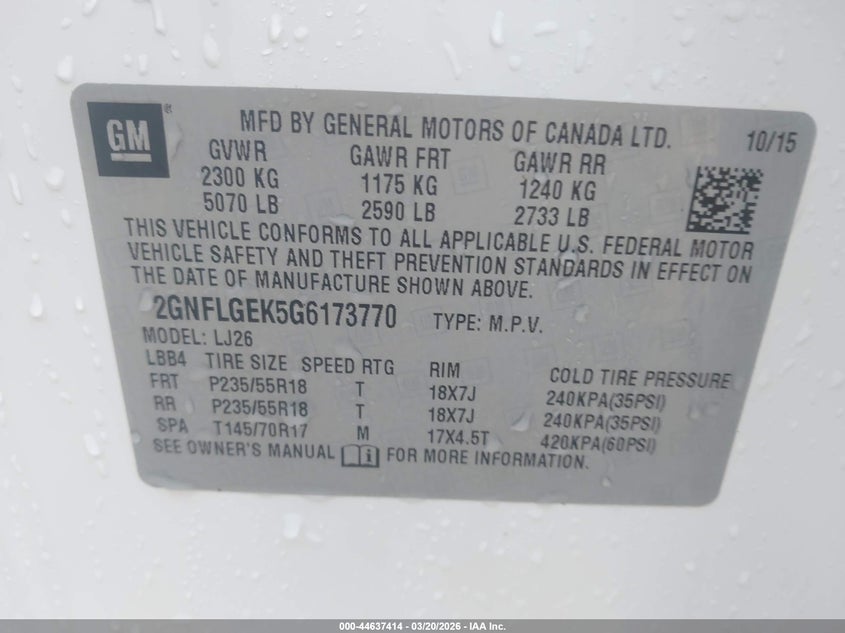 GM ®
MFD BY GENERAL MOTORS OF CANADA LTD. 10/15
GVWR GAWR FRT GAWR RR
2300 KG 1175 KG 1240 KG
5070 LB 2590 LB 2733 LB
THIS VEHICLE CONFORMS TO ALL APPLICABLE U.S. FEDERAL MOTOR
VEHICLE SAFETY AND THEFT PREVENTION STANDARDS IN EFFECT ON
THE DATE OF MANUFACTURE SHOWN ABOVE.
2GNFLGEK5G6173770 TYPE: M.P.V.
MODEL: LJ26
LBB4 TIRE SIZE SPEED RTG RIM COLD TIRE PRESSURE
FRT P235/55R18 T 18X7J 240KPA(35PSI)
RR P235/55R18 T 18X7J 240KPA(35PSI)
SPA T145/70R17 M 17X4.5T 420KPA(60PSI)
SEE OWNER'S MANUAL i FOR MORE INFORMATION.
000-44637414 - 03/20/2026 - IAA Inc.